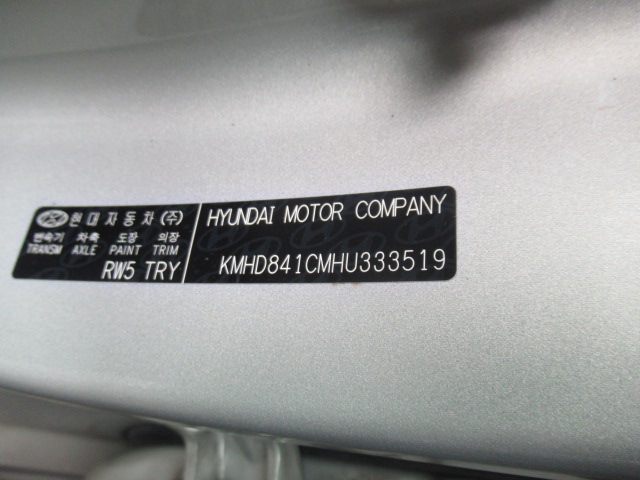 현대자동차(주)
변속기 차축 도장 의장
TRANSM AXLE PAINT TRIM
RW5 TRY
HYUNDAI MOTOR COMPANY
KMHD841CMHU333519